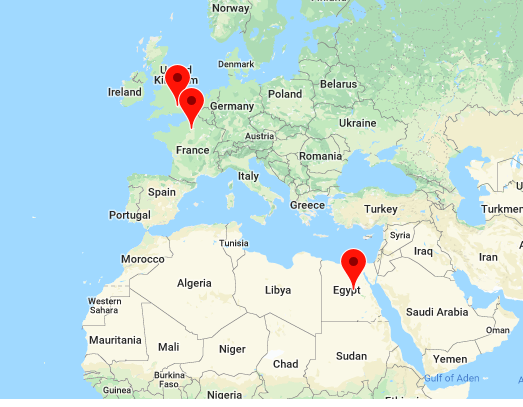 Norway
Denmark
United
Kingdom
Ireland
Belarus
Poland
Germany
Ukraine
Austria
France
Romania
Italy
Spain
Greece
Portugal
Turkey
Turkmen
Tunisia
Syria
Iraq
Iran
Morocco
Algeria
Libya
Egypt
Western
Sahara
Saudi Arabia
Oman
Mauritania
Mali
Niger
Sudan
Chad
Yemen
Burkina
Faso
Gulf of Aden
Guinea
Nigeria